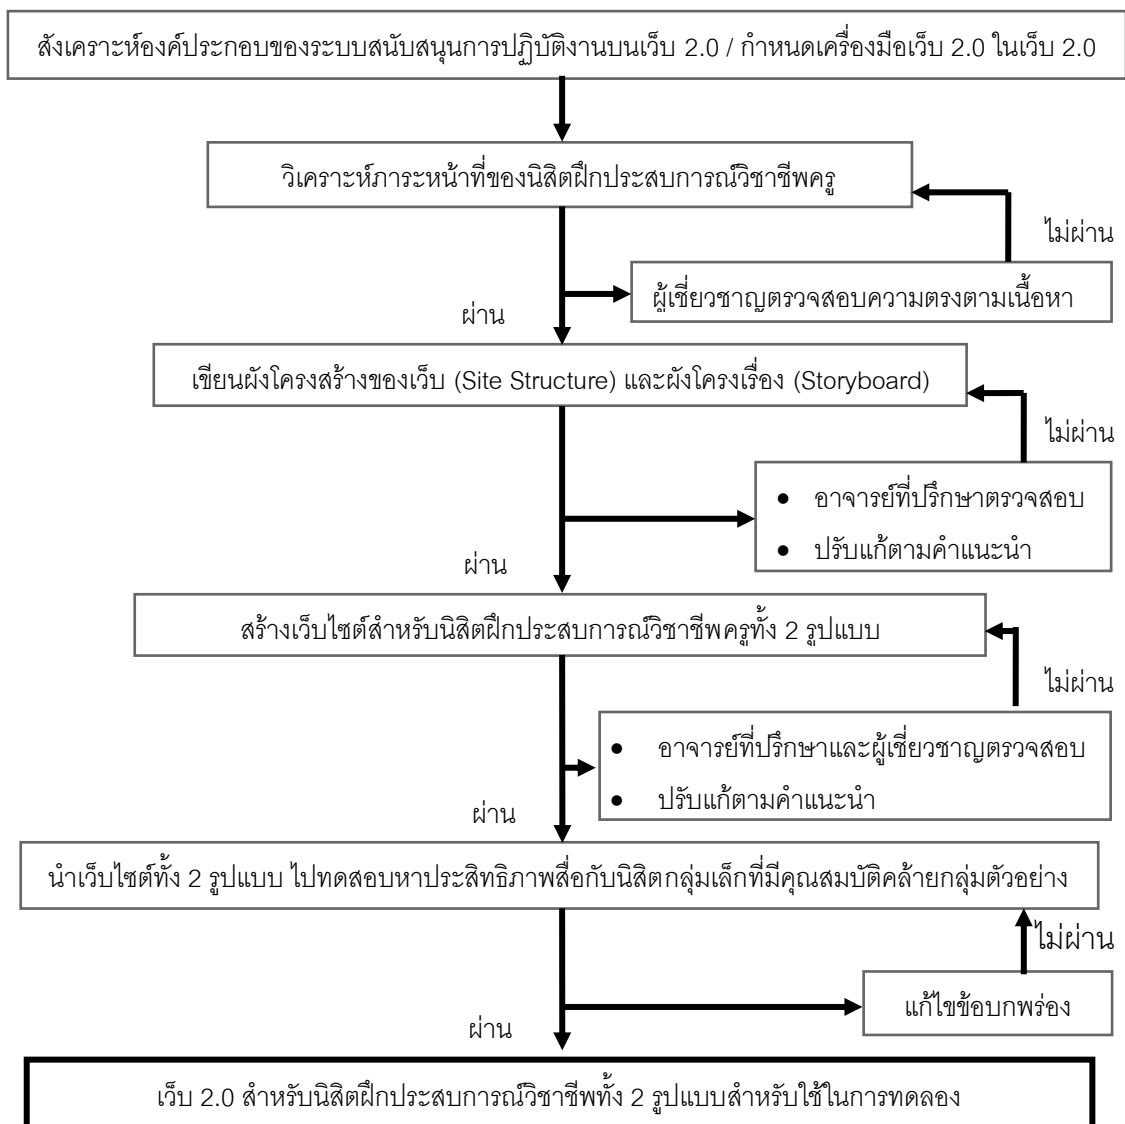 สังเคราะห์องค์ประกอบของระบบสนับสนุนการปฏิบัติงานบนเว็บ 2.0 / กำหนดเครื่องมือเว็บ 2.0 ในเว็บ 2.0
วิเคราะห์ภาระหน้าที่ของนิสิตฝึกประสบการณ์วิชาชีพครู
ไม่ผ่าน
ผู้เชี่ยวชาญตรวจสอบความตรงตามเนื้อหา
ผ่าน
เขียนผังโครงสร้างของเว็บ (Site Structure) และผังโครงเรื่อง (Storyboard)
ไม่ผ่าน
• อาจารย์ที่ปรึกษาตรวจสอบ
• ปรับแก้ตามคำแนะนำ
ผ่าน
สร้างเว็บไซต์สำหรับนิสิตฝึกประสบการณ์วิชาชีพครูทั้ง 2 รูปแบบ
ไม่ผ่าน
• อาจารย์ที่ปรึกษาและผู้เชี่ยวชาญตรวจสอบ
• ปรับแก้ตามคำแนะนำ
ผ่าน
นำเว็บไซต์ทั้ง 2 รูปแบบ ไปทดสอบหาประสิทธิภาพสื่อกับนิสิตกลุ่มเล็กที่มีคุณสมบัติคล้ายกลุ่มตัวอย่าง
ไม่ผ่าน
แก้ไขข้อบกพร่อง
ผ่าน
เว็บ 2.0 สำหรับนิสิตฝึกประสบการณ์วิชาชีพทั้ง 2 รูปแบบสำหรับใช้ในการทดลอง